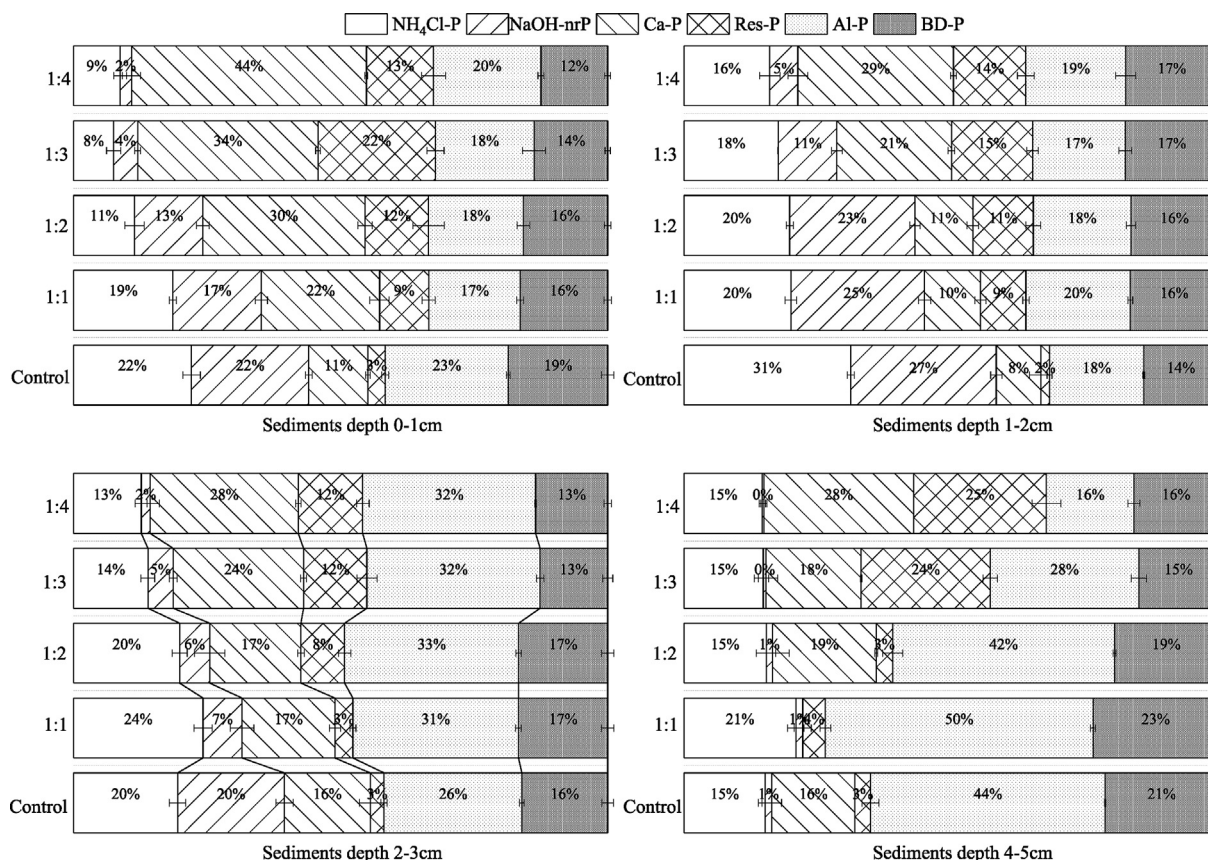 NH₄Cl-P NaOH-nrP Ca-P Res-P Al-P BD-P
1:4 9% 2% 44% 13% 20% 12%
1:3 8% 4% 34% 22% 18% 14%
1:2 11% 13% 30% 12% 18% 16%
1:1 19% 17% 22% 9% 17% 16%
Control 22% 22% 11% 3% 23% 19%
Sediments depth 0-1cm
1:4 16% 5% 29% 14% 19% 17%
1:3 18% 11% 21% 15% 17% 17%
1:2 20% 23% 11% 11% 18% 16%
1:1 20% 25% 10% 9% 20% 16%
Control 31% 27% 8% 2% 18% 14%
Sediments depth 1-2cm
1:4 13% 2% 28% 12% 32% 13%
1:3 14% 5% 24% 12% 32% 13%
1:2 20% 6% 17% 8% 33% 17%
1:1 24% 7% 17% 3% 31% 17%
Control 20% 20% 16% 3% 26% 16%
Sediments depth 2-3cm
1:4 15% 0% 28% 25% 16% 16%
1:3 15% 0% 18% 24% 28% 15%
1:2 15% 1% 19% 3% 42% 19%
1:1 21% 1% 4% 50% 23%
Control 15% 1% 16% 3% 44% 21%
Sediments depth 4-5cm